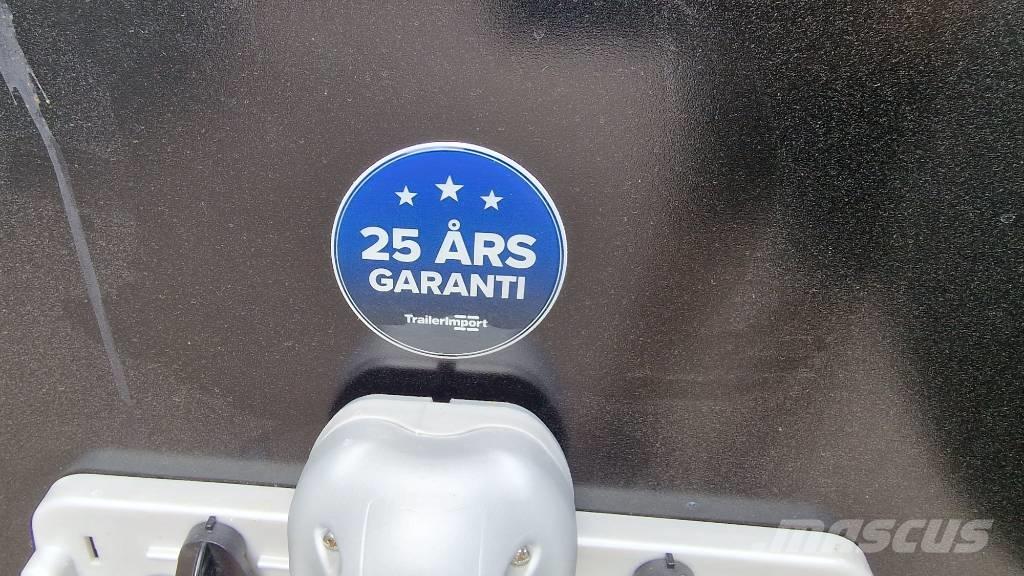 25 ÅRS
GARANTI
TrailerImport
mascus